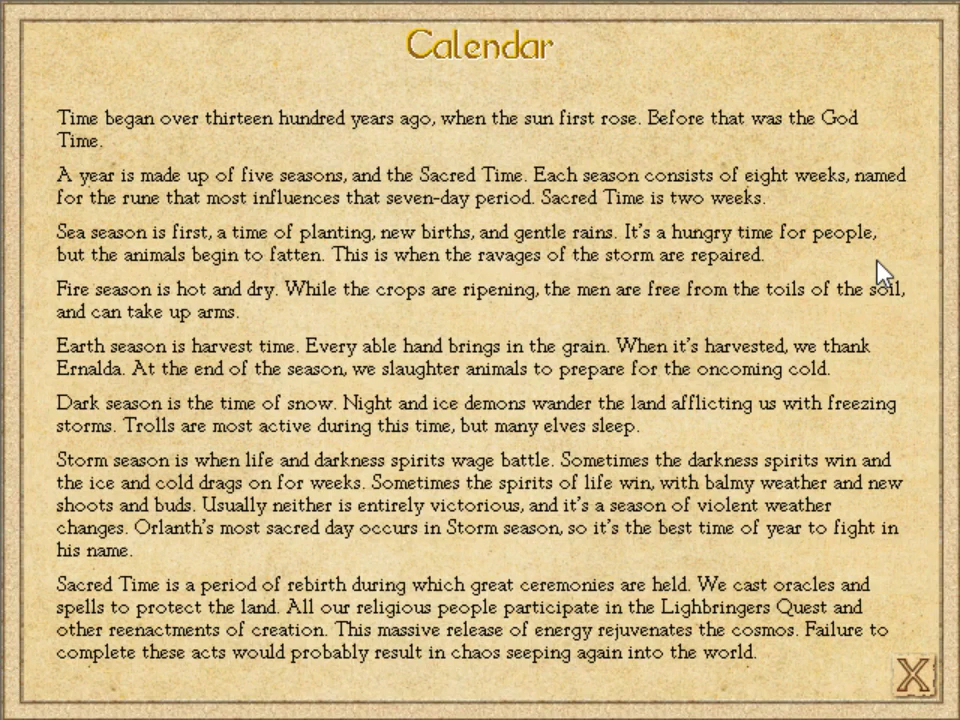 Calendar
Time began over thirteen hundred years ago, when the sun first rose. Before that was the God
Time.
A year is made up of five seasons, and the Sacred Time. Each season consists of eight weeks, named
for the rune that most influences that seven-day period. Sacred Time is two weeks.
Sea season is first, a time of planting, new births, and gentle rains. It's a hungry time for people,
but the animals begin to fatten. This is when the ravages of the storm are repaired.
Fire season is hot and dry. While the crops are ripening, the men are free from the toils of the soil,
and can take up arms.
Earth season is harvest time. Every able hand brings in the grain. When it's harvested, we thank
Ernalda. At the end of the season, we slaughter animals to prepare for the oncoming cold.
Dark season is the time of snow. Night and ice demons wander the land afflicting us with freezing
storms. Trolls are most active during this time, but many elves sleep.
Storm season is when life and darkness spirits wage battle. Sometimes the darkness spirits win and
the ice and cold drags on for weeks. Sometimes the spirits of life win, with balmy weather and new
shoots and buds. Usually neither is entirely victorious, and it's a season of violent weather
changes. Orlanth's most sacred day occurs in Storm season, so it's the best time of year to fight in
his name.
Sacred Time is a period of rebirth during which great ceremonies are held. We cast oracles and
spells to protect the land. All our religious people participate in the Lighbringers Quest and
other reenactments of creation. This massive release of energy rejuvenates the cosmos. Failure to
complete these acts would probably result in chaos seeping again into the world.
X